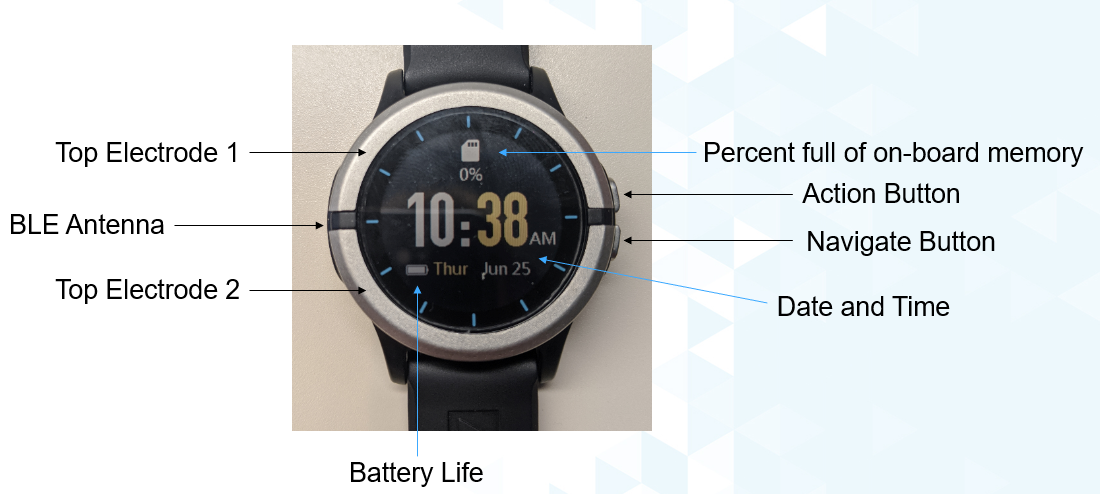 Top Electrode 1
BLE Antenna
Top Electrode 2
0%
10:38 AM
Thur Jun 25
Percent full of on-board memory
Action Button
Navigate Button
Date and Time
Battery Life